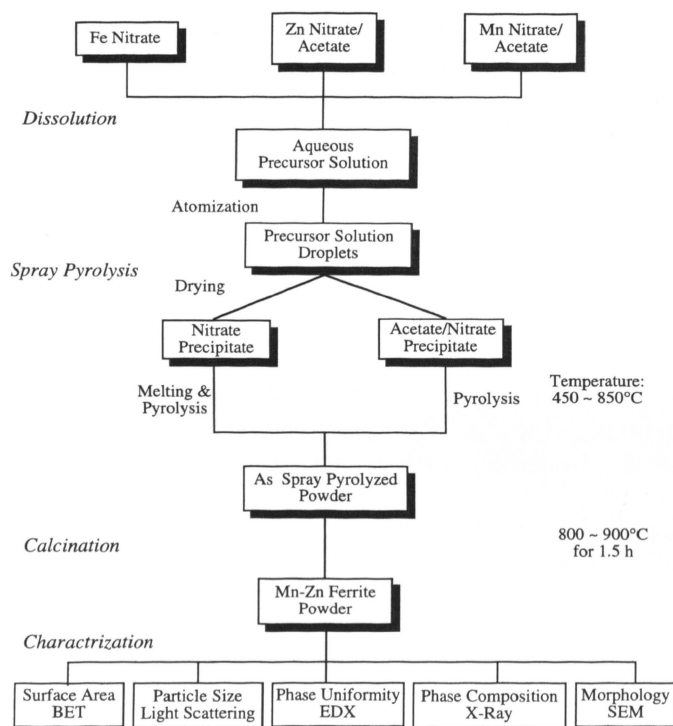 Fe Nitrate
Zn Nitrate/
Acetate
Mn Nitrate/
Acetate
Dissolution
Aqueous
Precursor Solution
Atomization
Precursor Solution
Droplets
Spray Pyrolysis
Drying
Nitrate
Precipitate
Acetate/Nitrate
Precipitate
Melting &
Pyrolysis
Pyrolysis
Temperature:
450 ~ 850°C
As Spray Pyrolyzed
Powder
Calcination
800 ~ 900°C
for 1.5 h
Mn-Zn Ferrite
Powder
Charactrization
Surface Area
BET
Particle Size
Light Scattering
Phase Uniformity
EDX
Phase Composition
X-Ray
Morphology
SEM